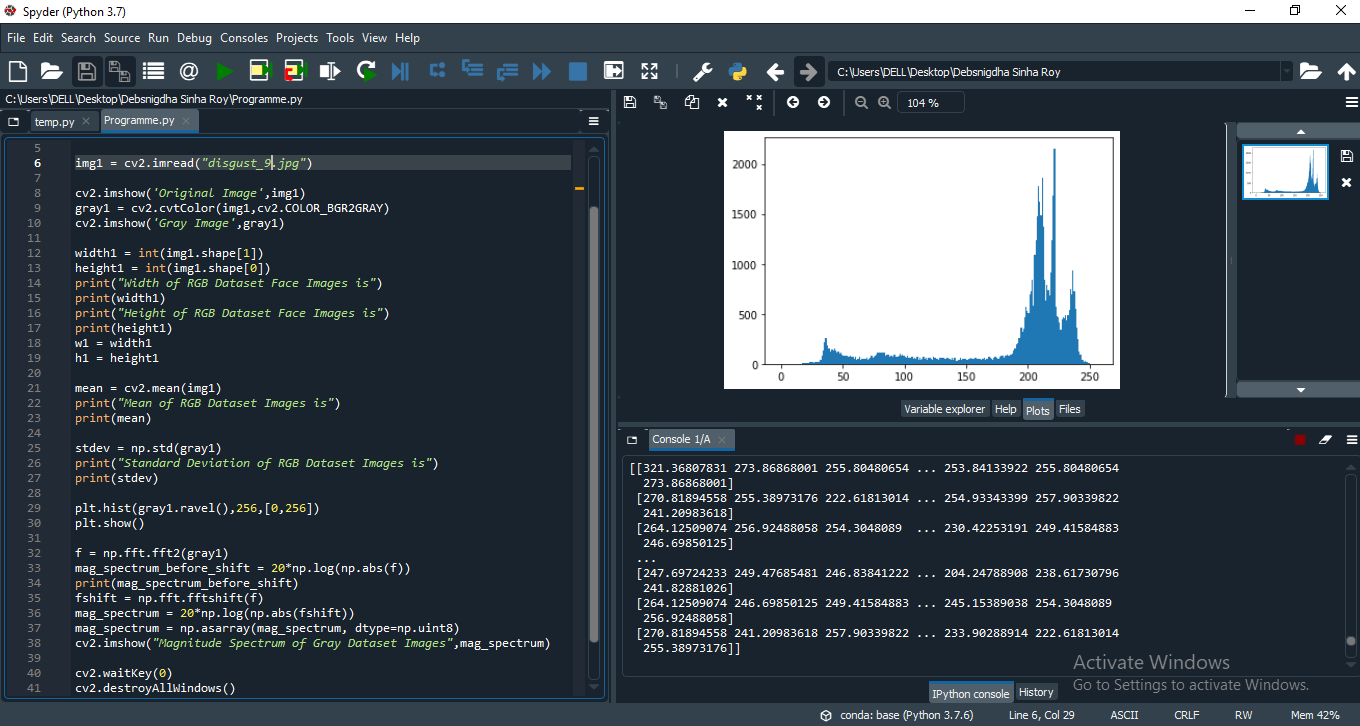 Spyder (Python 3.7)
File Edit Search Source Run Debug Consoles Projects Tools View Help
C:\Users\DELL\Desktop\Debsnigdha Sinha Roy
C:\Users\DELL\Desktop\Debsnigdha Sinha Roy\Programme.py
temp.py
Programme.py
5
6 img1 = cv2.imread("disgust_9.jpg")
7
8 cv2.imshow('Original Image',img1)
9 gray1 = cv2.cvtColor(img1,cv2.COLOR_BGR2GRAY)
10 cv2.imshow('Gray Image',gray1)
11
12 width1 = int(img1.shape[1])
13 height1 = int(img1.shape[0])
14 print("Width of RGB Dataset Face Images is")
15 print(width1)
16 print("Height of RGB Dataset Face Images is")
17 print(height1)
18 w1 = width1
19 h1 = height1
20
21 mean = cv2.mean(img1)
22 print("Mean of RGB Dataset Images is")
23 print(mean)
24
25 stdev = np.std(gray1)
26 print("Standard Deviation of RGB Dataset Images is")
27 print(stdev)
28
29 plt.hist(gray1.ravel(),256,[0,256])
30 plt.show()
31
32 f = np.fft.fft2(gray1)
33 mag_spectrum_before_shift = 20*np.log(np.abs(f))
34 print(mag_spectrum_before_shift)
35 fshift = np.fft.fftshift(f)
36 mag_spectrum = 20*np.log(np.abs(fshift))
37 mag_spectrum = np.asarray(mag_spectrum, dtype=np.uint8)
38 cv2.imshow("Magnitude Spectrum of Gray Dataset Images",mag_spectrum)
39
40 cv2.waitKey(0)
41 cv2.destroyAllWindows()
104 %
2000
1500
1000
500
0
0 50 100 150 200 250
Variable explorer Help Plots Files
Console 1/A
[[321.36807831 273.86868001 255.80480654 ... 253.84133922 255.80480654
273.86868001]
[270.81894558 255.38973176 222.61813014 ... 254.93343399 257.90339822
241.20983618]
[264.12509074 256.92488058 254.3048089 ... 230.42253191 249.41584883
246.69850125]
...
[247.69724233 249.47685481 246.83841222 ... 204.24788908 238.61730796
241.82881026]
[264.12509074 246.69850125 249.41584883 ... 245.15389038 254.3048089
256.92488058]
[270.81894558 241.20983618 257.90339822 ... 233.90288914 222.61813014
255.38973176]]
Activate Windows
Go to Settings to activate Windows.
IPython console History
conda: base (Python 3.7.6) Line 6, Col 29 ASCII CRLF RW Mem 42%